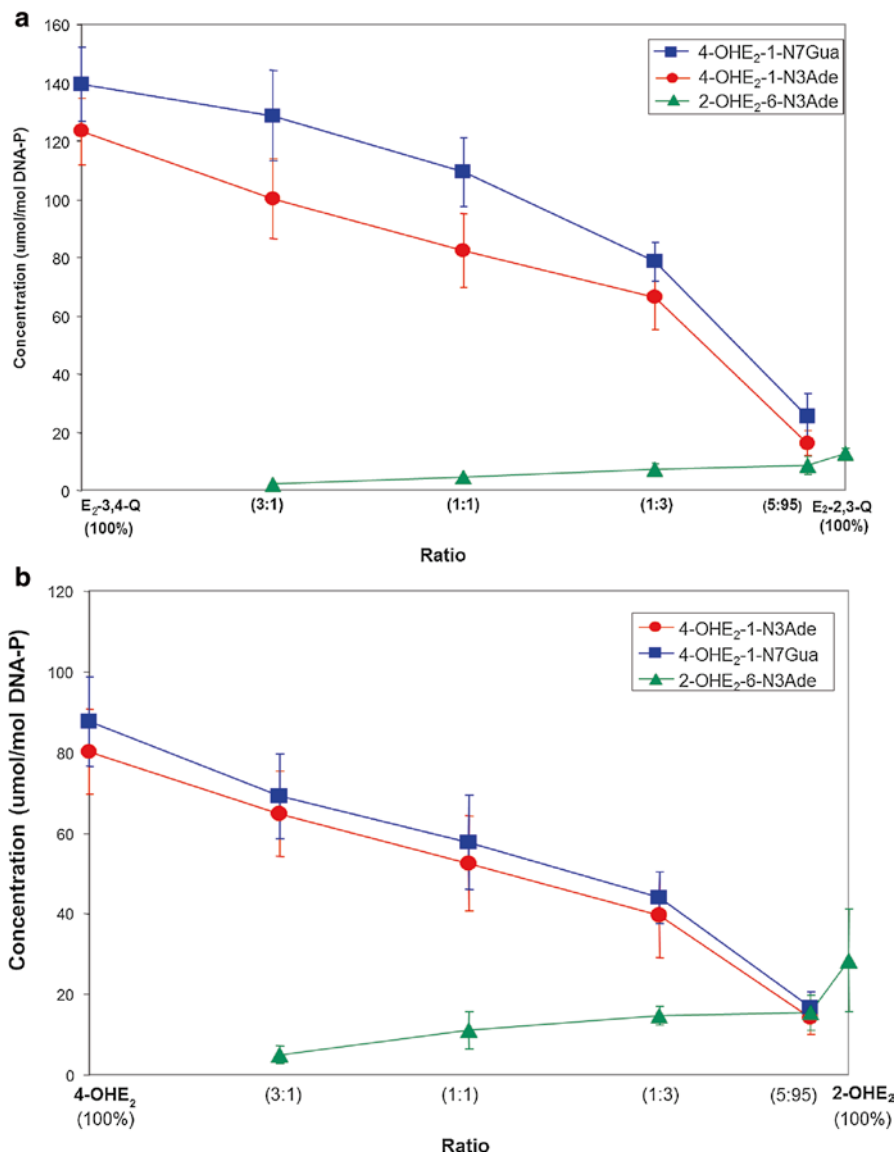 a
160
140
120
100
80
60
40
20
0
Concentration (umol/mol DNA-P)
4-OHE₂-1-N7Gua
4-OHE₂-1-N3Ade
2-OHE₂-6-N3Ade
E₂-3,4-Q (3:1) (1:1) (1:3) (5:95) E₂-2,3-Q
(100%) (100%)
Ratio
b
120
100
80
60
40
20
0
Concentration (umol/mol DNA-P)
4-OHE₂-1-N3Ade
4-OHE₂-1-N7Gua
2-OHE₂-6-N3Ade
4-OHE₂ (3:1) (1:1) (1:3) (5:95) 2-OHE₂
(100%) (100%)
Ratio